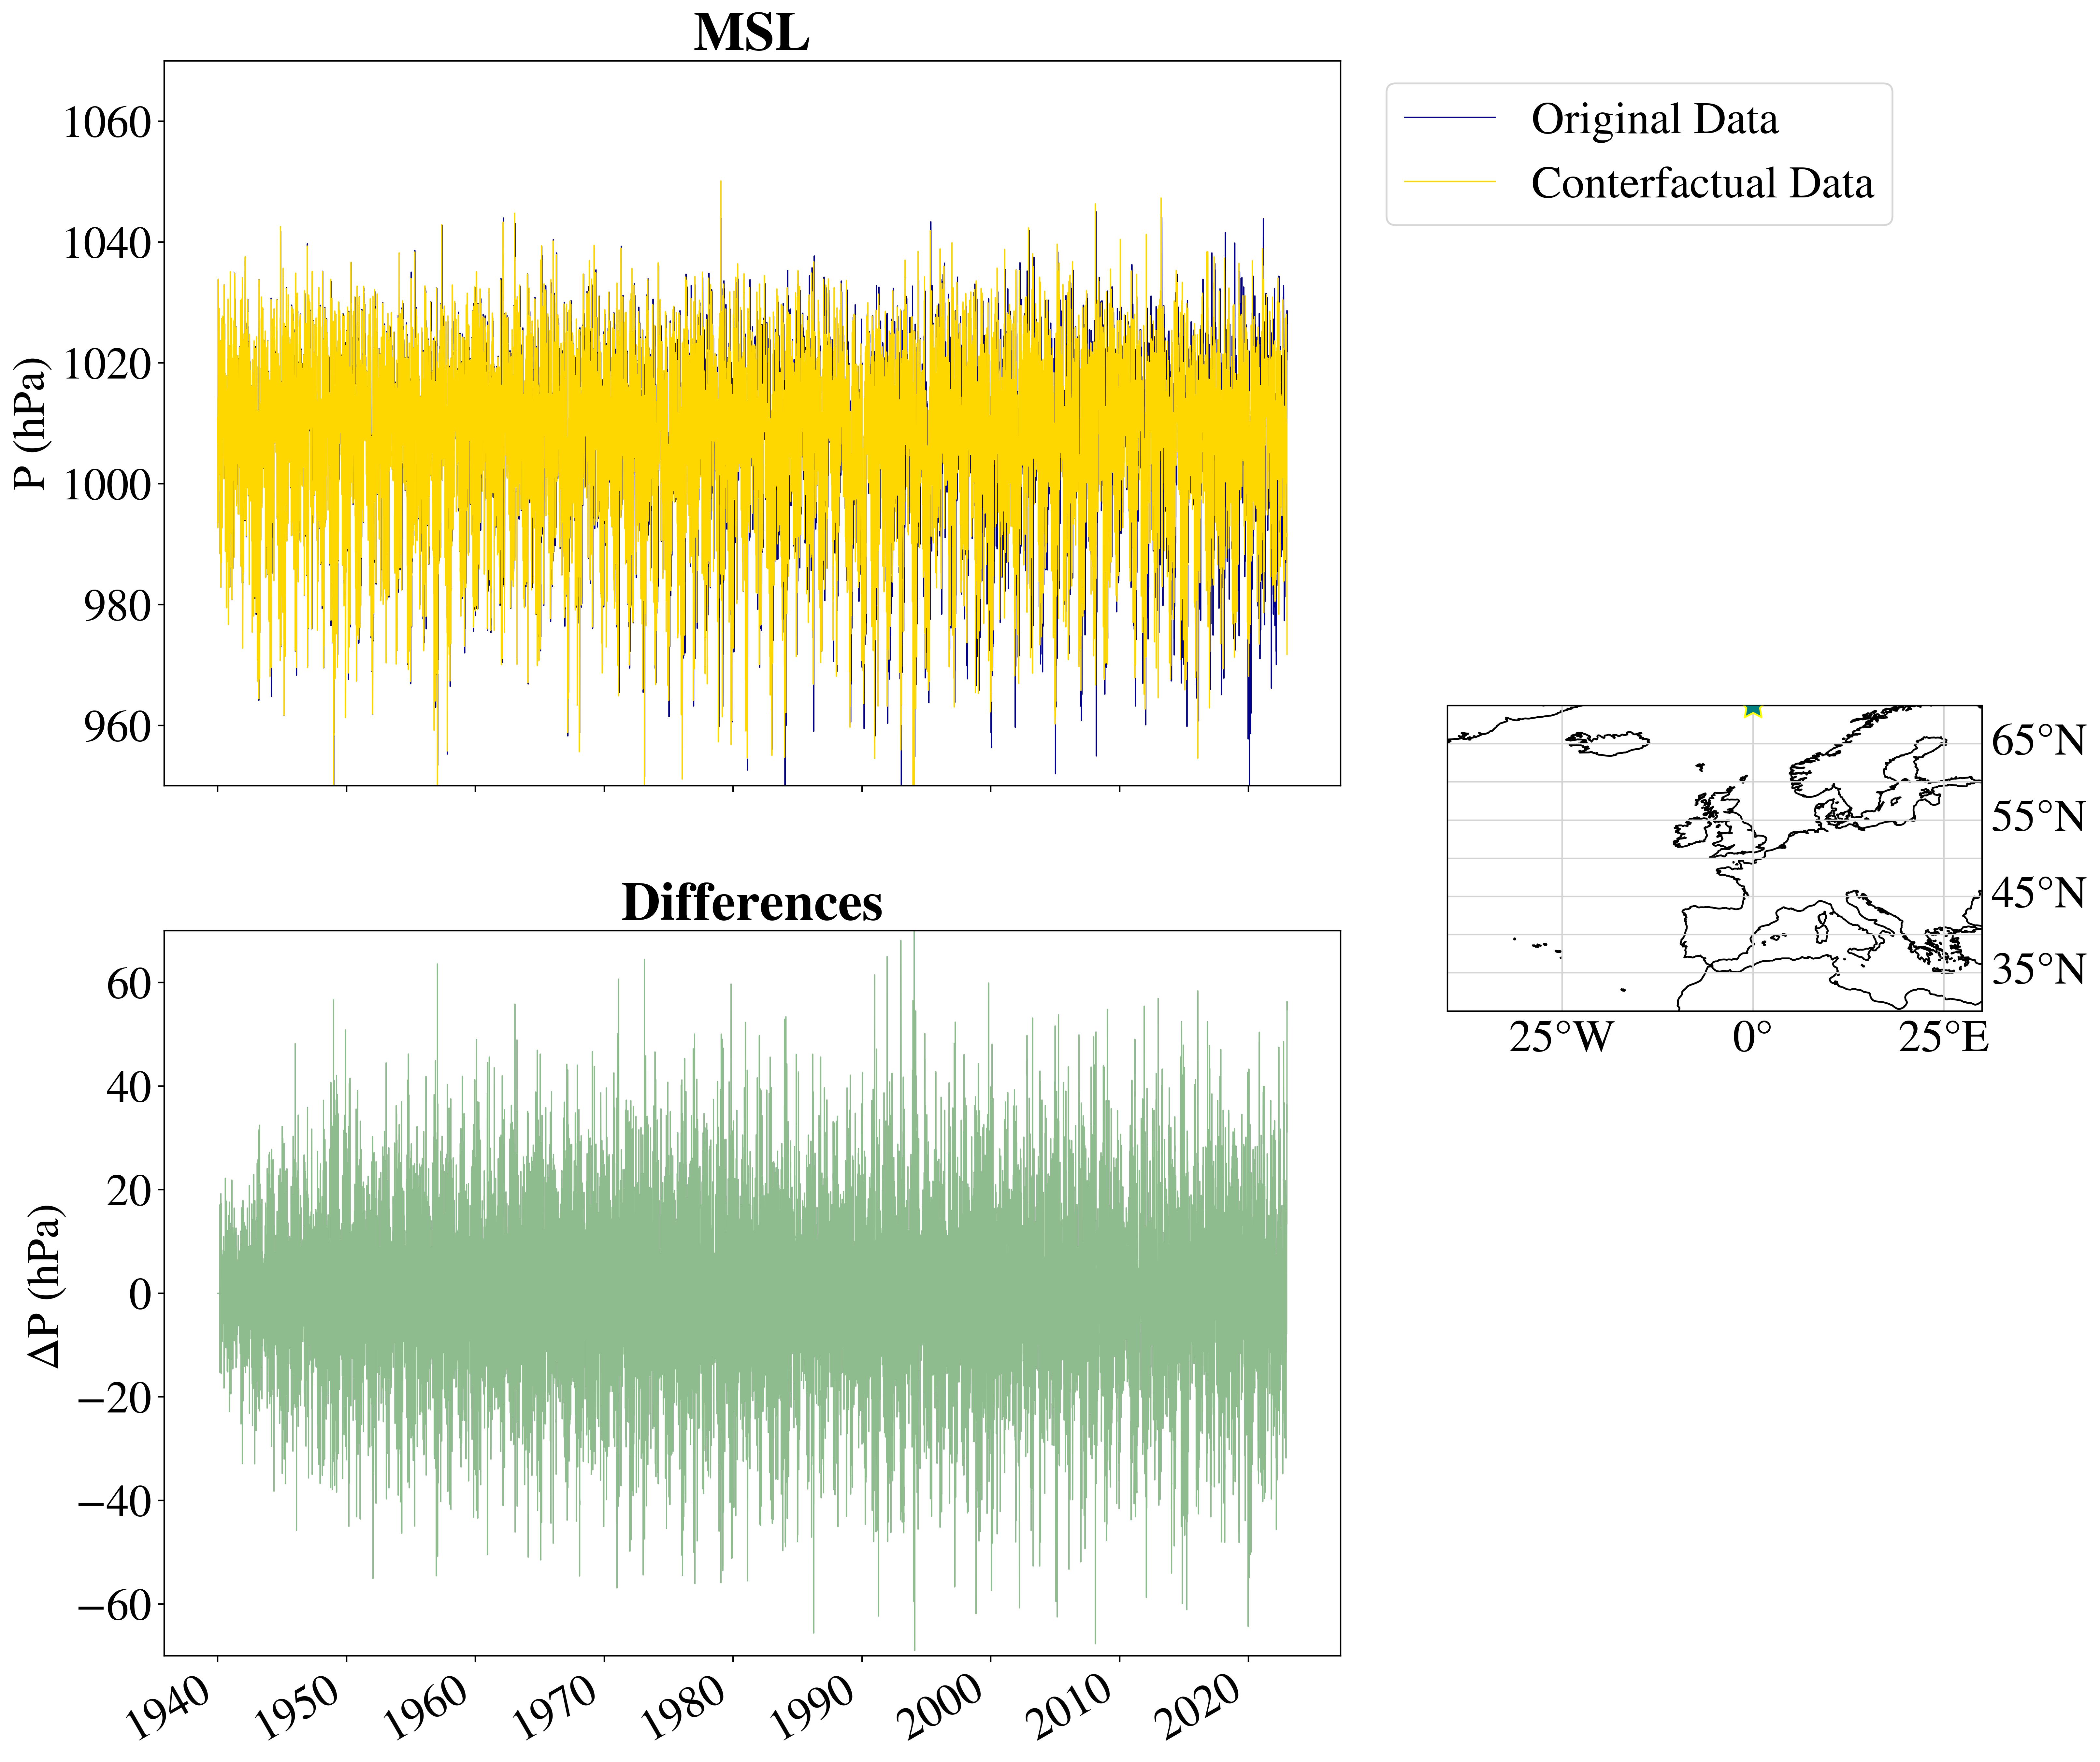 MSL
1060
1040
1020
1000
980
960
P (hPa)
Original Data
Conterfactual Data
65°N
55°N
45°N
35°N
25°W 0° 25°E
Differences
60
40
20
0
−20
−40
−60
ΔP (hPa)
1940 1950 1960 1970 1980 1990 2000 2010 2020